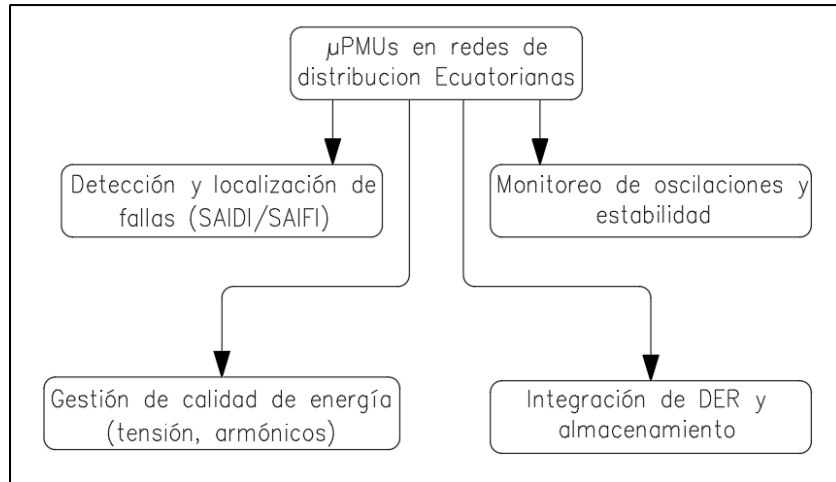 µPMUs en redes de
distribucion Ecuatorianas
Detección y localización de
fallas (SAIDI/SAIFI)
Monitoreo de oscilaciones y
estabilidad
Gestión de calidad de energía
(tensión, armónicos)
Integración de DER y
almacenamiento